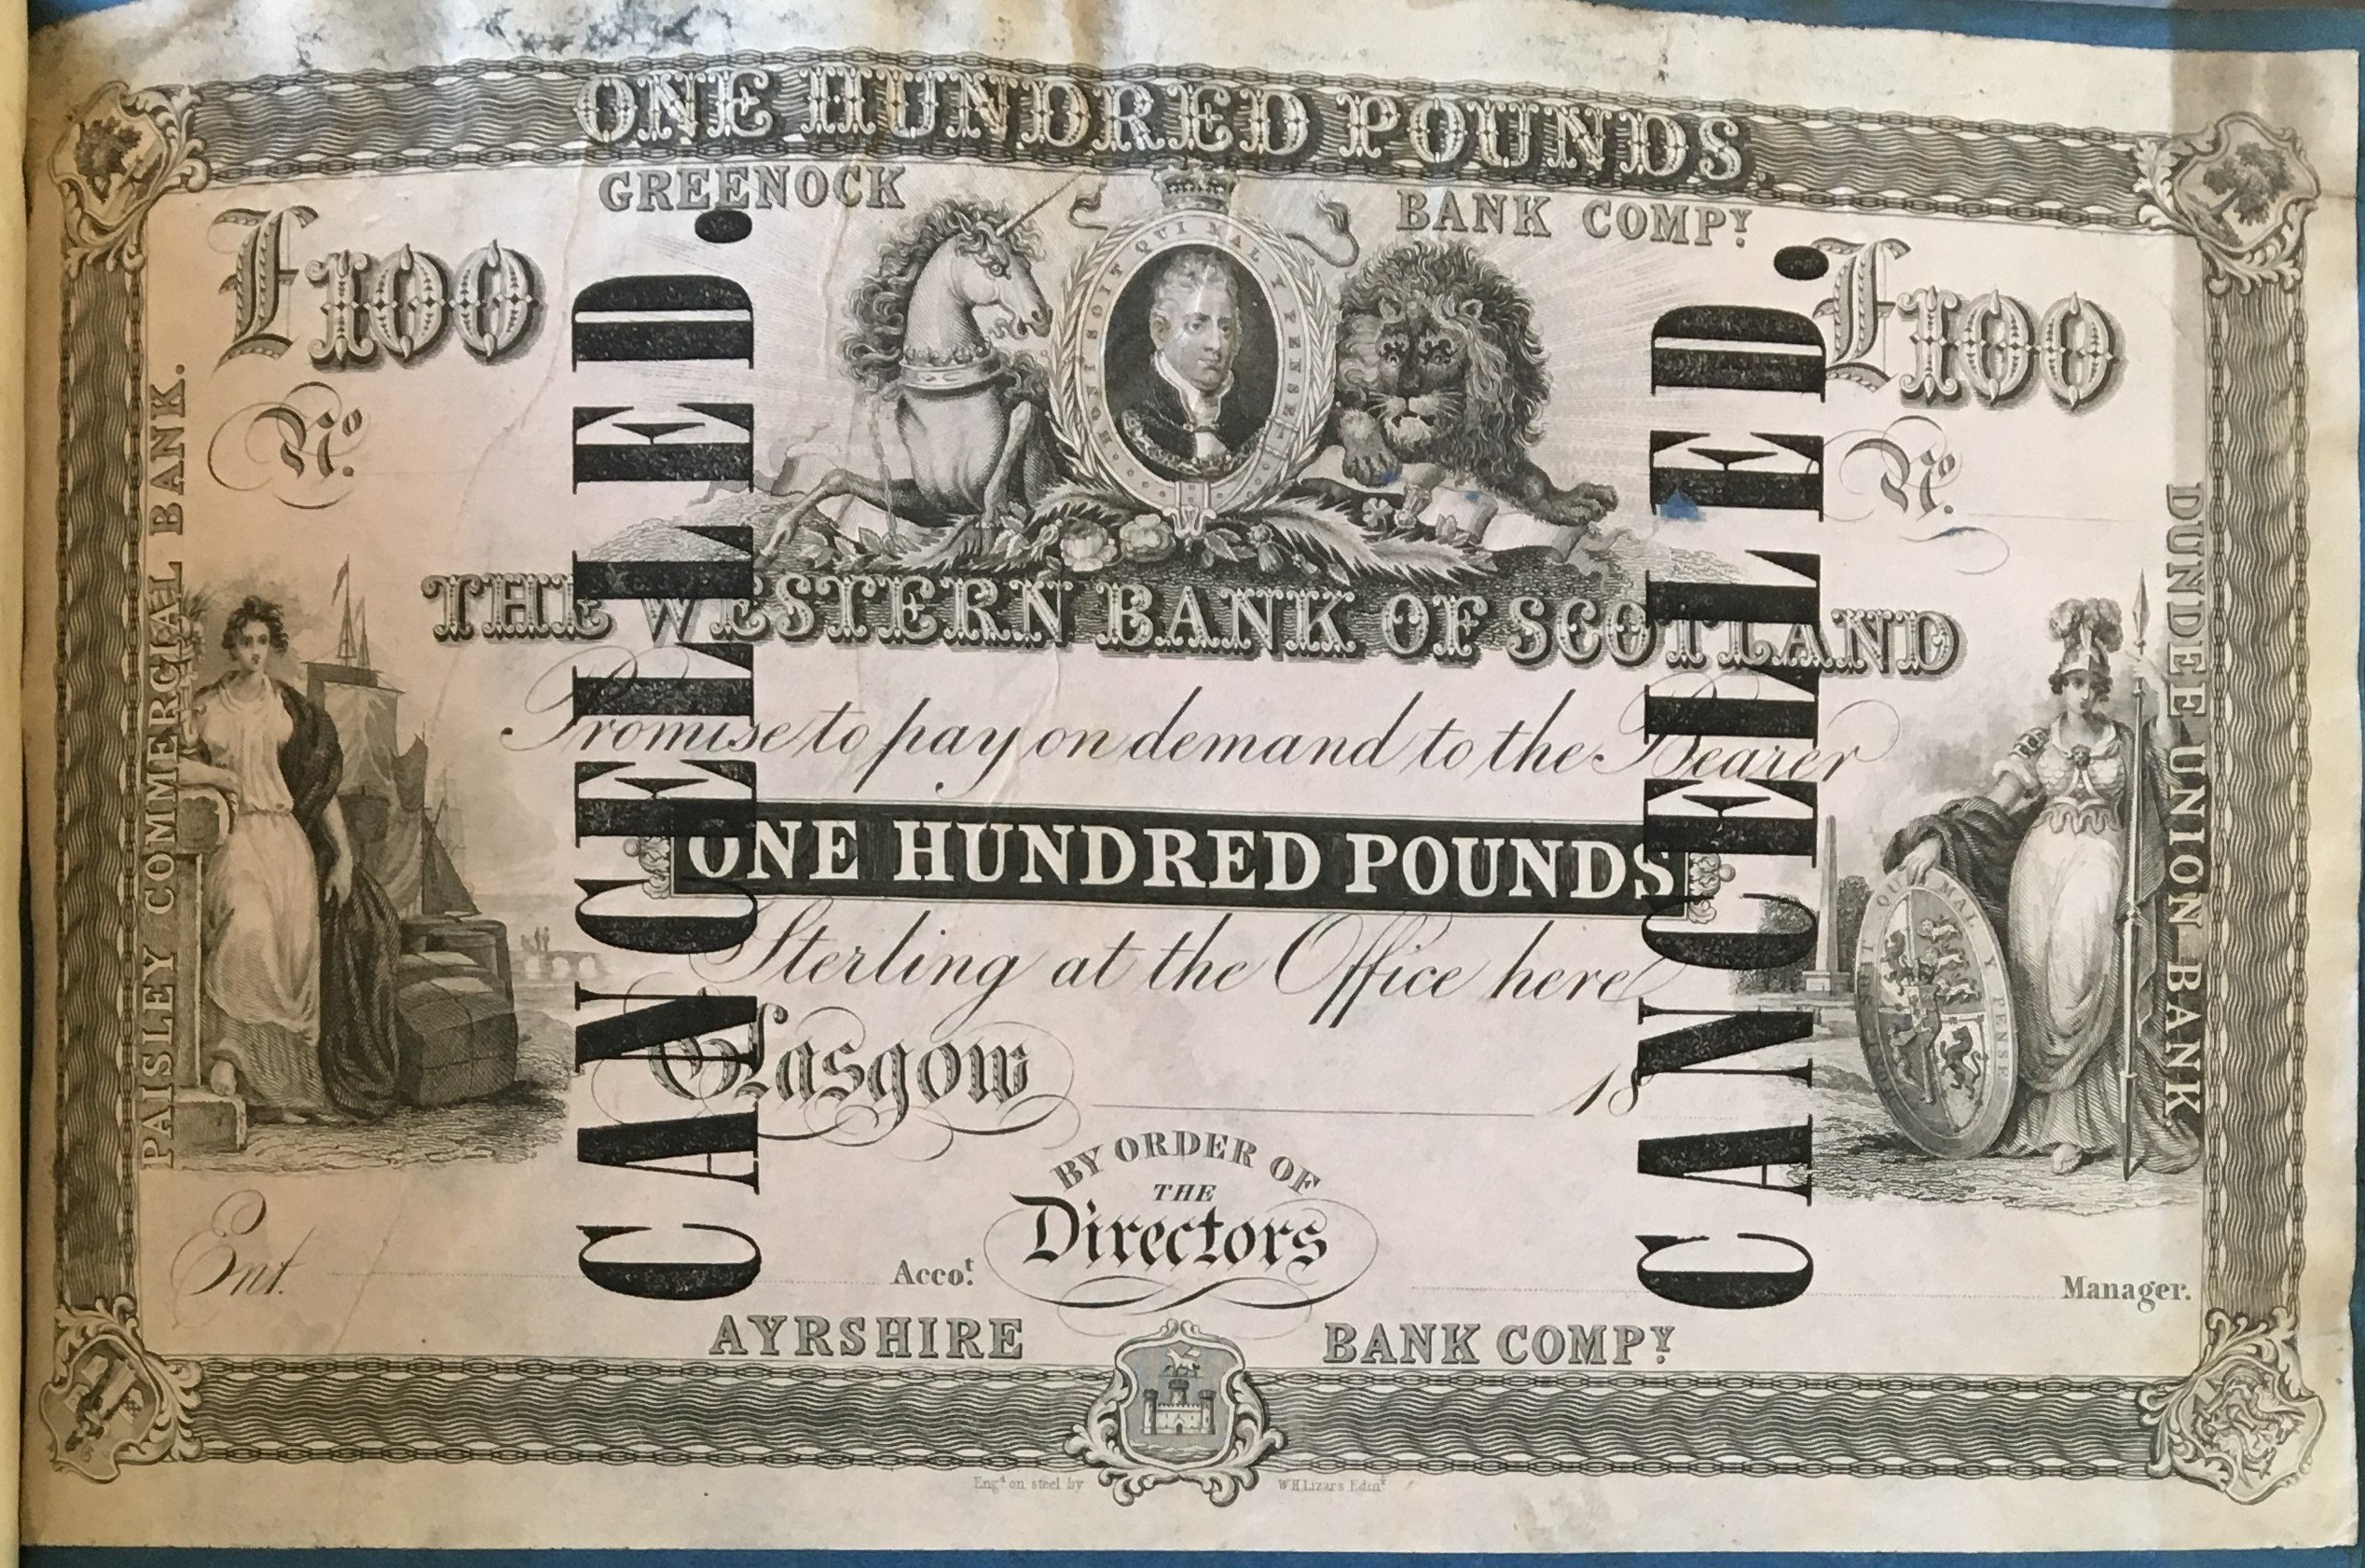 ONE HUNDRED POUNDS.
GREENOCK BANK COMPY.
£100 £100
No. No.
HONI SOIT QUI MAL Y PENSE
W
THE WESTERN BANK OF SCOTLAND
Promise to pay on demand to the Bearer
ONE HUNDRED POUNDS
Sterling at the Office here
Glasgow 18
BY ORDER OF
THE
Directors
Ent. Accot. Manager.
AYRSHIRE BANK COMPY.
Engd on steel by W H Lizars Edinr
PAISLEY COMMERCIAL BANK.
DUNDEE UNION BANK.
CANCELLED.
CANCELLED.
QUI MAL Y PENSE